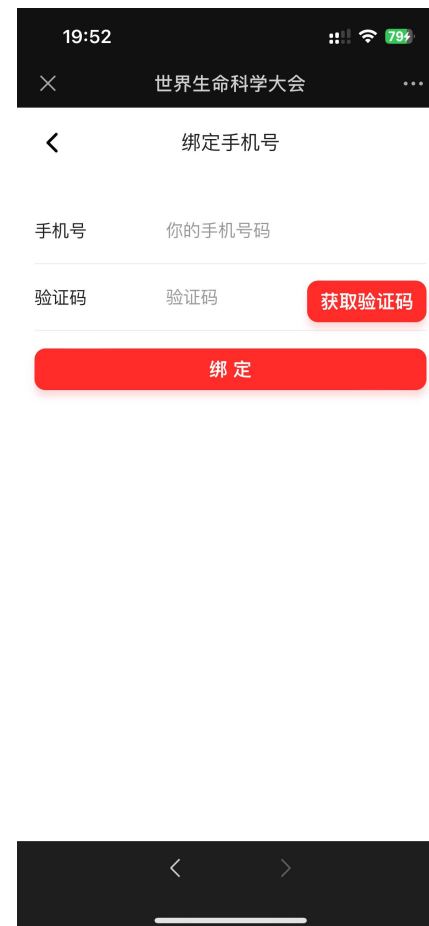 19:52
79
世界生命科学大会
绑定手机号
手机号 你的手机号码
验证码 验证码 获取验证码
绑 定